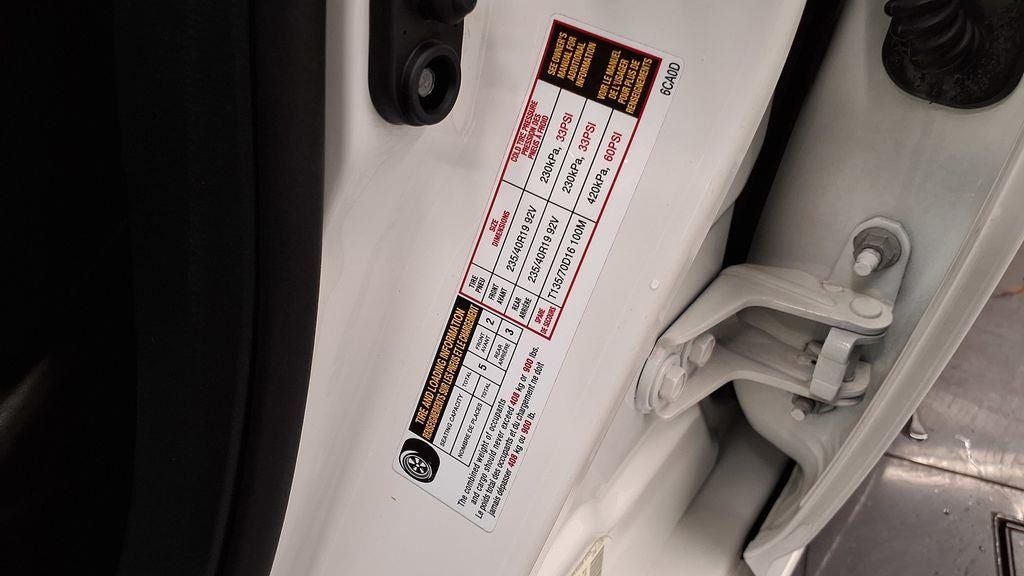 TIRE AND LOADING INFORMATION
RENSEIGNEMENTS SUR LES PNEUS ET LE CHARGEMENT
SEATING CAPACITY TOTAL 5 FRONT 2 REAR 3
NOMBRE DE PLACES TOTAL AVANT ARRIÈRE
The combined weight of occupants
and cargo should never exceed 408 kg or 900 lbs.
Le poids total des occupants et du chargement ne doit
jamais dépasser 408 kg ou 900 lb.
TIRE
PNEU
SIZE
DIMENSIONS
COLD TIRE PRESSURE
PRESSION DES
PNEUS À FROID
FRONT
AVANT
235/40R19 92V
230kPa, 33PSI
REAR
ARRIÈRE
235/40R19 92V
230kPa, 33PSI
SPARE
DE SECOURS
T135/70D16 100M
420kPa, 60PSI
SEE OWNER'S
MANUAL FOR
ADDITIONAL
INFORMATION
VOIR LE MANUEL
DE L'USAGER
POUR PLUS DE
RENSEIGNEMENTS
6CA0D